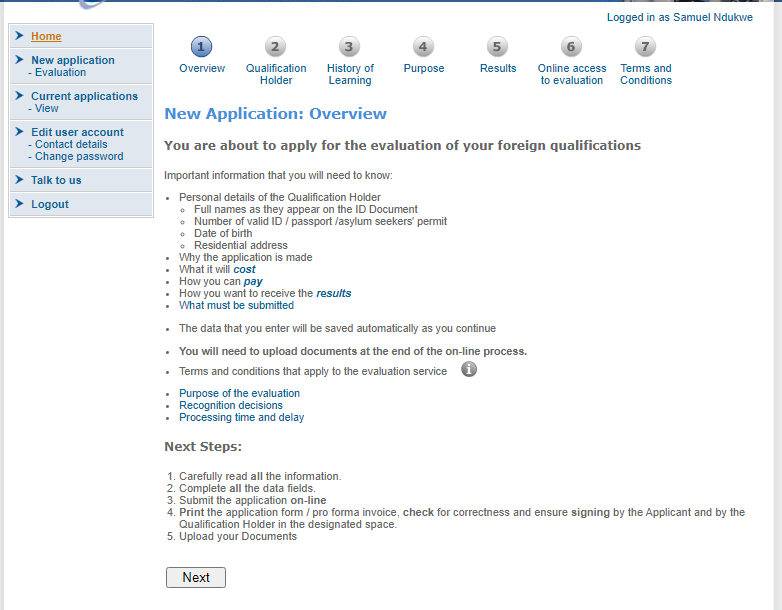 Logged in as Samuel Ndukwe
Home
New application
- Evaluation
Current applications
- View
Edit user account
- Contact details
- Change password
Talk to us
Logout
1 2 3 4 5 6 7
Overview Qualification Holder History of Learning Purpose Results Online access to evaluation Terms and Conditions
New Application: Overview
You are about to apply for the evaluation of your foreign qualifications
Important information that you will need to know:
Personal details of the Qualification Holder
Full names as they appear on the ID Document
Number of valid ID / passport /asylum seekers' permit
Date of birth
Residential address
Why the application is made
What it will cost
How you can pay
How you want to receive the results
What must be submitted
The data that you enter will be saved automatically as you continue
You will need to upload documents at the end of the on-line process.
Terms and conditions that apply to the evaluation service i
Purpose of the evaluation
Recognition decisions
Processing time and delay
Next Steps:
1. Carefully read all the information.
2. Complete all the data fields.
3. Submit the application on-line
4. Print the application form / pro forma invoice, check for correctness and ensure signing by the Applicant and by the
Qualification Holder in the designated space.
5. Upload your Documents
Next